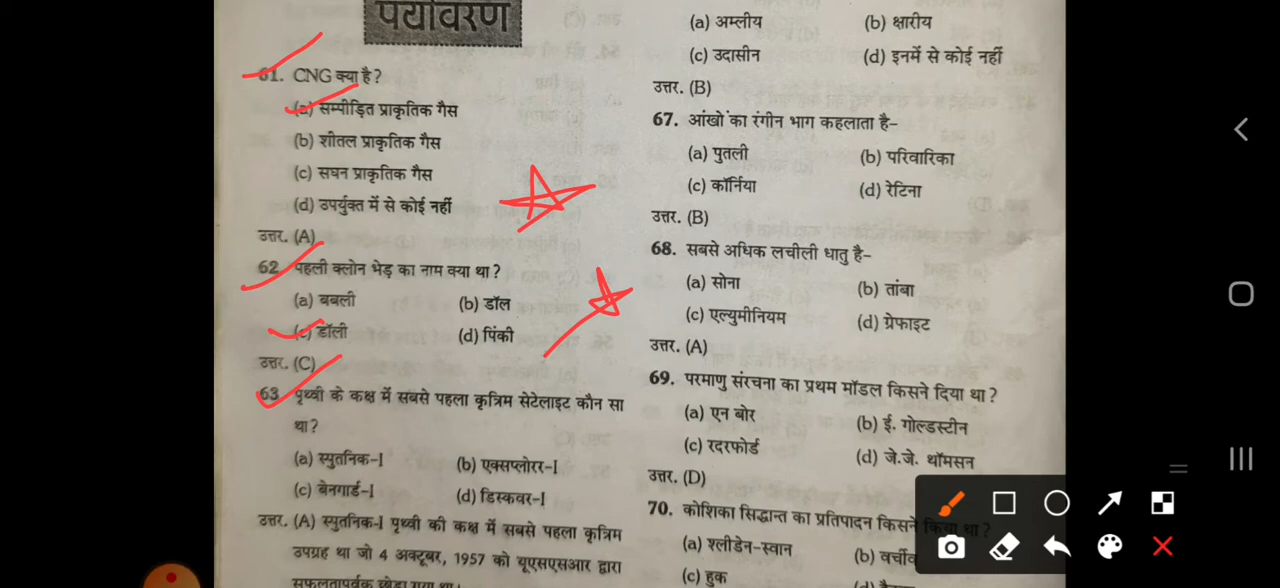 पर्यावरण
61. CNG क्या है?
(a) सम्पीड़ित प्राकृतिक गैस
(b) शीतल प्राकृतिक गैस
(c) सघन प्राकृतिक गैस
(d) उपर्युक्त में से कोई नहीं
उत्तर. (A)
62. पहली क्लोन भेड़ का नाम क्या था?
(a) बबली (b) डॉल
(c) डॉली (d) पिंकी
उत्तर. (C)
63. पृथ्वी के कक्ष में सबसे पहला कृत्रिम सेटेलाइट कौन सा
था?
(a) स्पुतनिक-I (b) एक्सप्लोरर-I
(c) बेनगार्ड-I (d) डिस्कवर-I
उत्तर. (A) स्पुतनिक-I पृथ्वी की कक्ष में सबसे पहला कृत्रिम
उपग्रह था जो 4 अक्टूबर, 1957 को यूएसएसआर द्वारा
सफलतापूर्वक छोड़ा गया था।
(a) अम्लीय (b) क्षारीय
(c) उदासीन (d) इनमें से कोई नहीं
उत्तर. (B)
67. आंखों का रंगीन भाग कहलाता है-
(a) पुतली (b) परिवारिका
(c) कॉर्निया (d) रेटिना
उत्तर. (B)
68. सबसे अधिक लचीली धातु है-
(a) सोना (b) तांबा
(c) एल्युमीनियम (d) ग्रेफाइट
उत्तर. (A)
69. परमाणु संरचना का प्रथम मॉडल किसने दिया था?
(a) एन बोर (b) ई. गोल्डस्टीन
(c) रदरफोर्ड (d) जे.जे. थॉमसन
उत्तर. (D)
70. कोशिका सिद्धान्त का प्रतिपादन किसने किया था?
(a) श्लीडेन-स्वान (b)
(c) हुक (d)